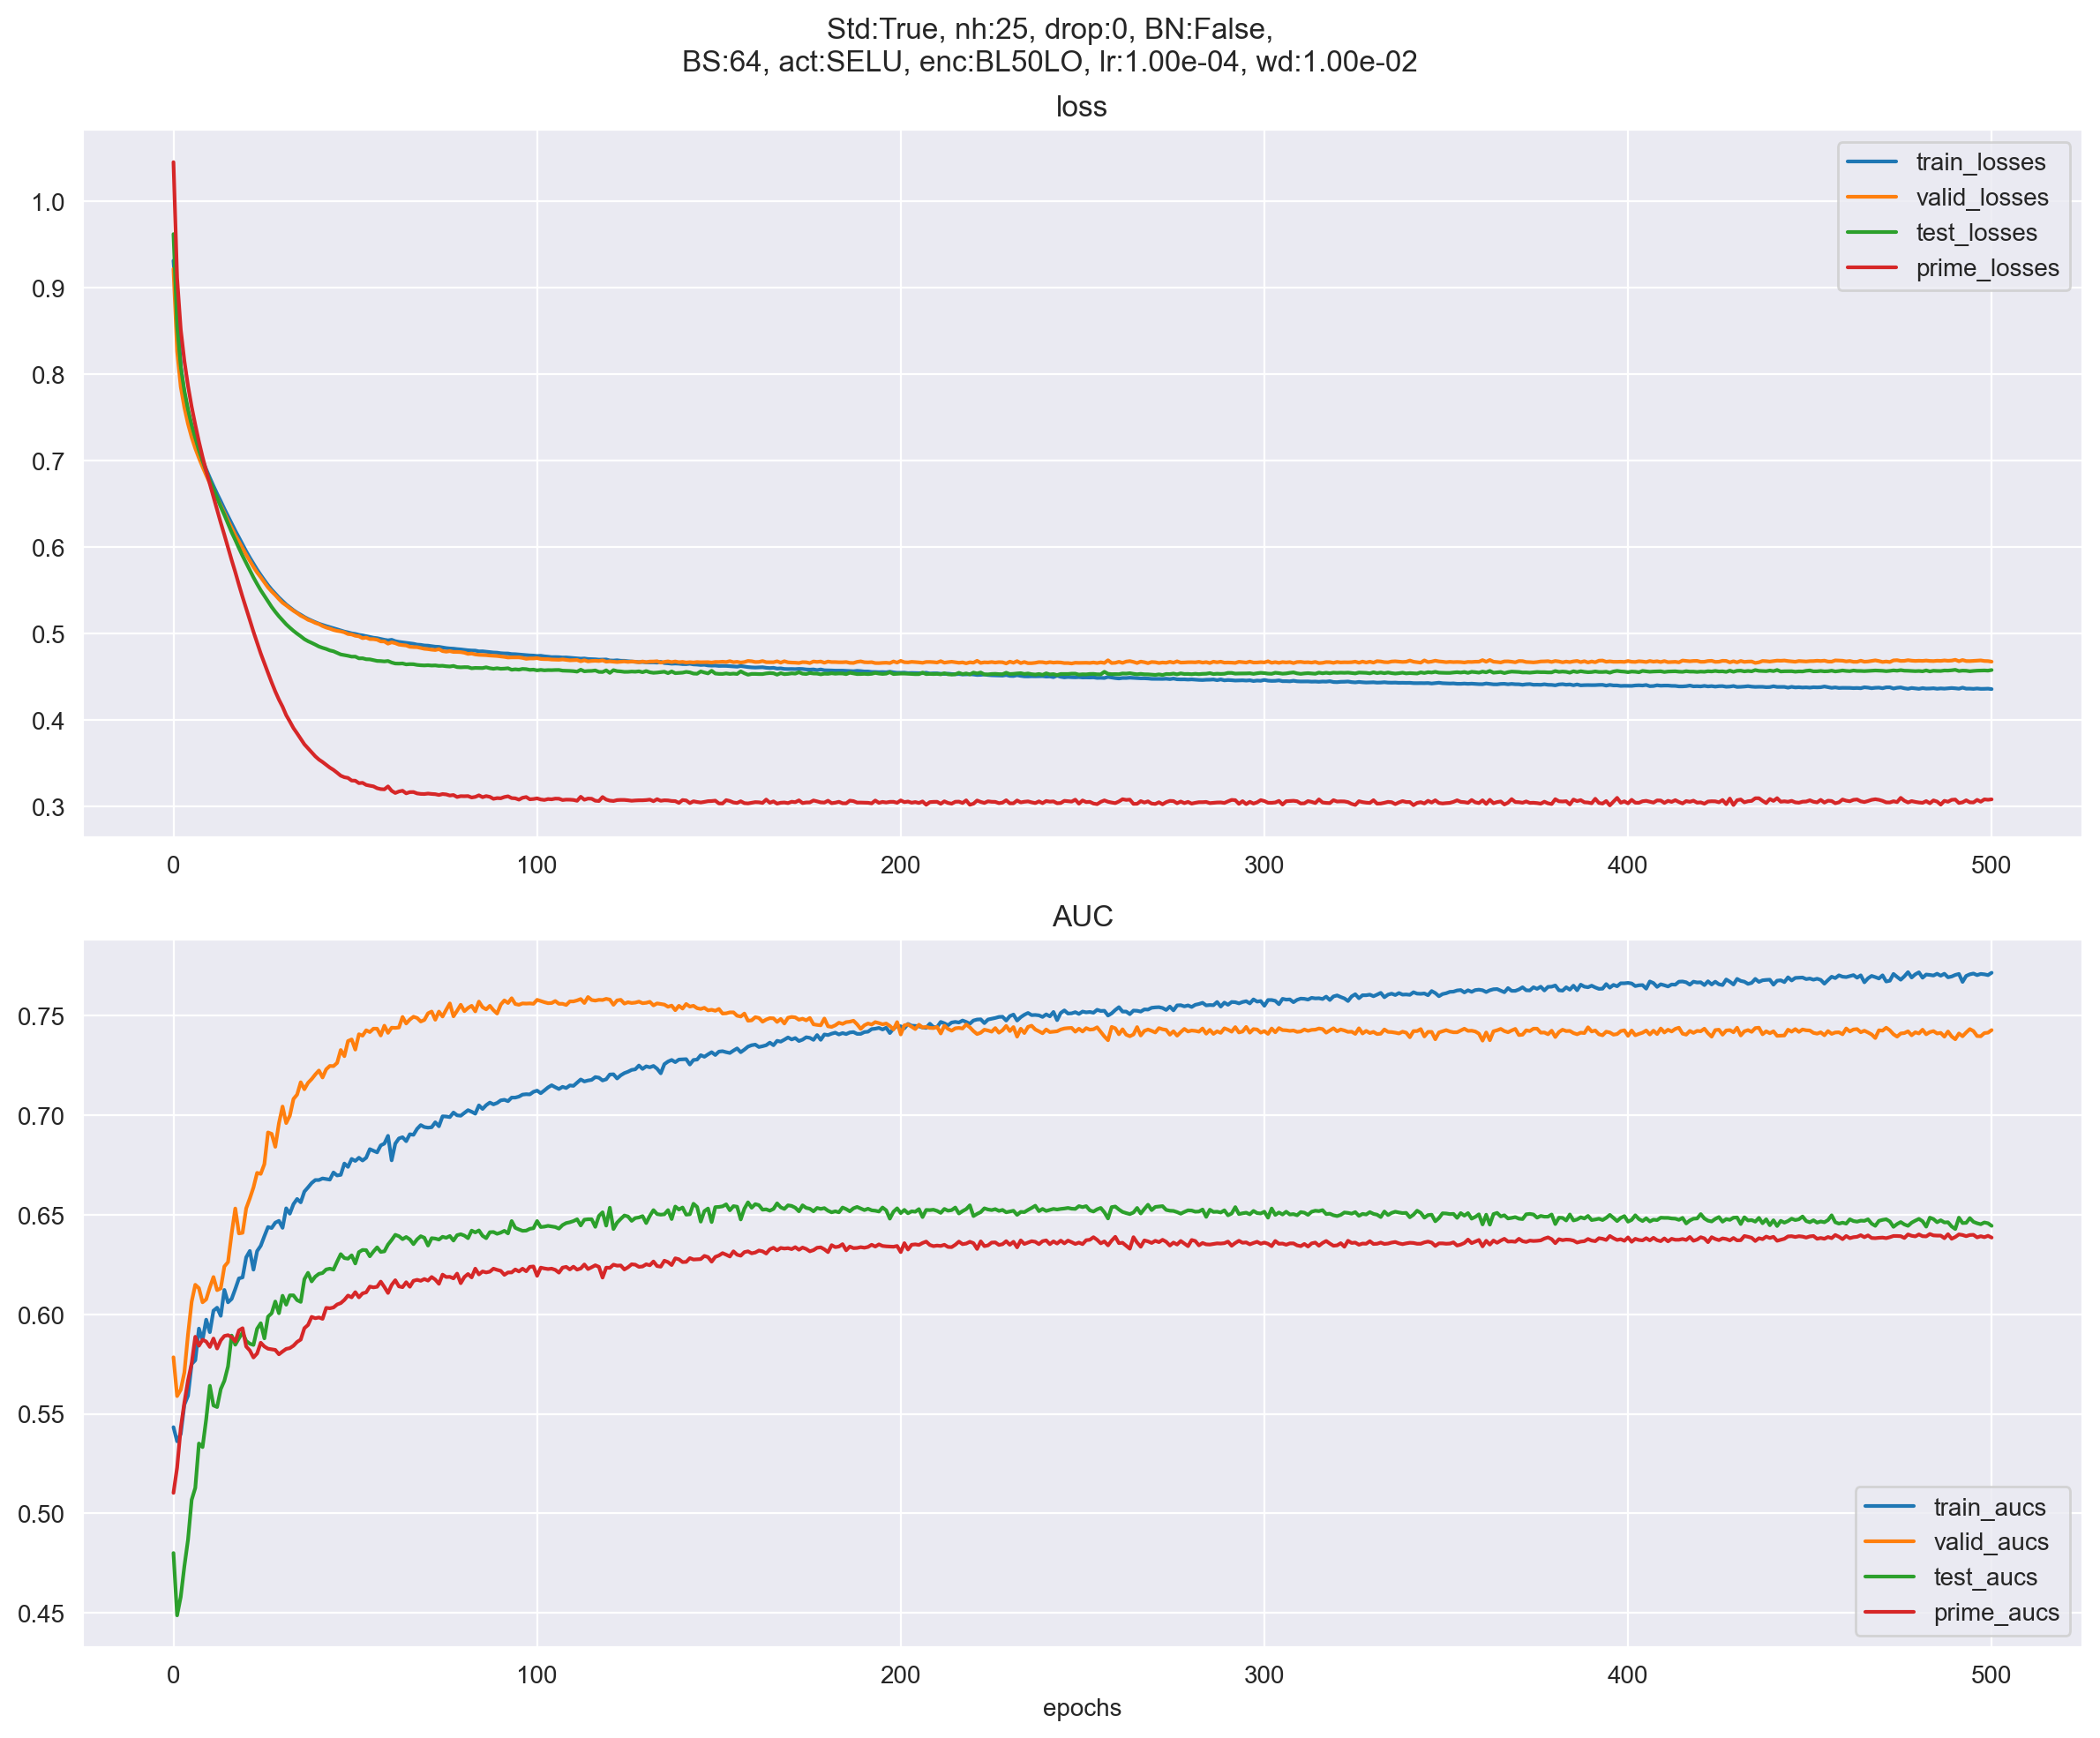 Std:True, nh:25, drop:0, BN:False,
BS:64, act:SELU, enc:BL50LO, lr:1.00e-04, wd:1.00e-02
loss
train_losses
valid_losses
test_losses
prime_losses
1.0
0.9
0.8
0.7
0.6
0.5
0.4
0.3
0 100 200 300 400 500
AUC
0.75
0.70
0.65
0.60
0.55
0.50
0.45
train_aucs
valid_aucs
test_aucs
prime_aucs
0 100 200 300 400 500
epochs